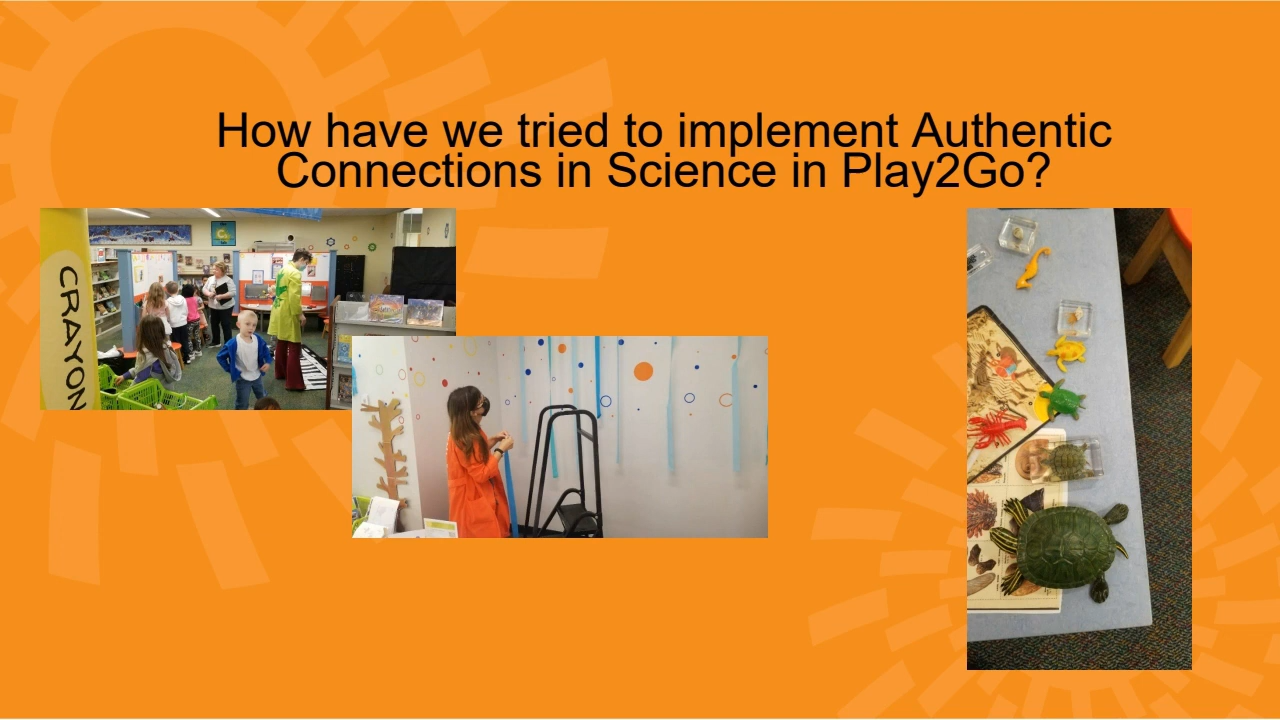 How have we tried to implement Authentic
Connections in Science in Play2Go?
CRAYON